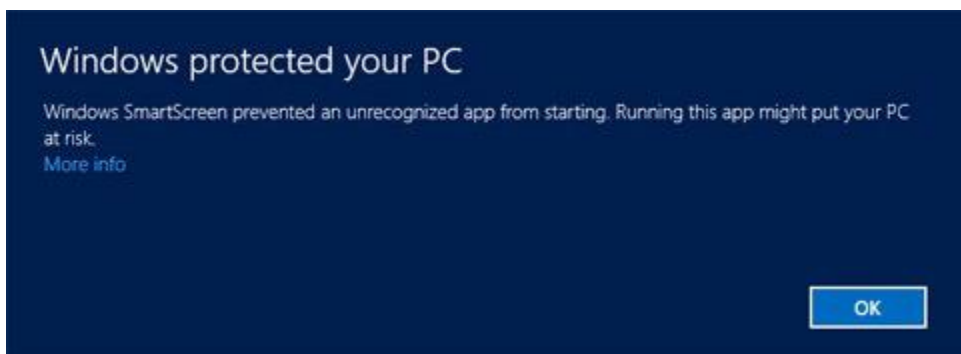 Windows protected your PC
Windows SmartScreen prevented an unrecognized app from starting. Running this app might put your PC
at risk.
More info
OK